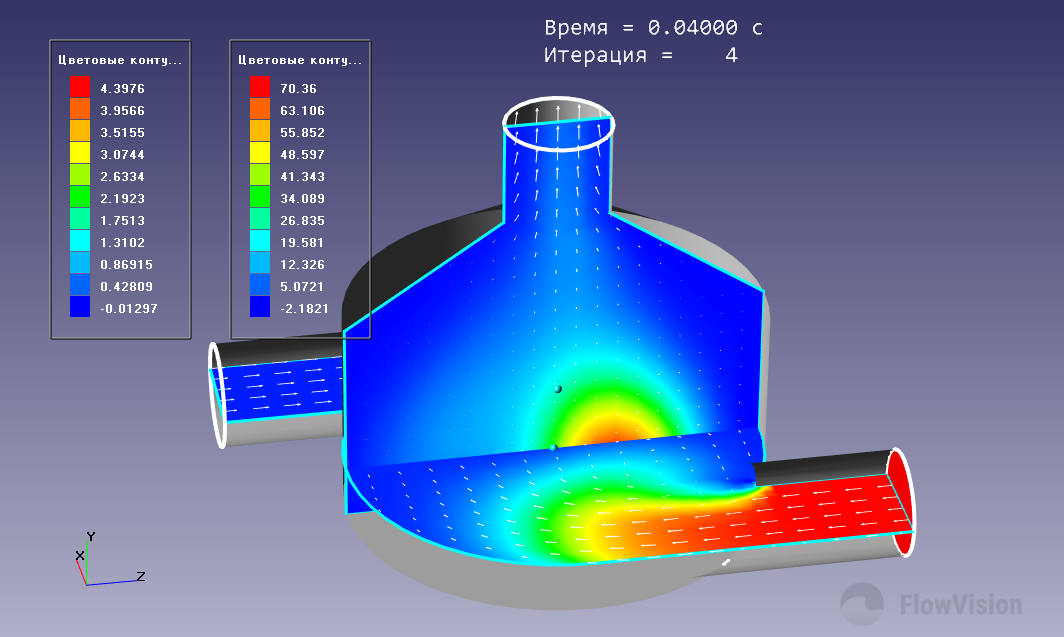 Время = 0.04000 с
Итерация = 4
Цветовые конту...
4.3976
3.9566
3.5155
3.0744
2.6334
2.1923
1.7513
1.3102
0.86915
0.42809
-0.01297
Цветовые конту...
70.36
63.106
55.852
48.597
41.343
34.089
26.835
19.581
12.326
5.0721
-2.1821
Y
X
Z
FlowVision